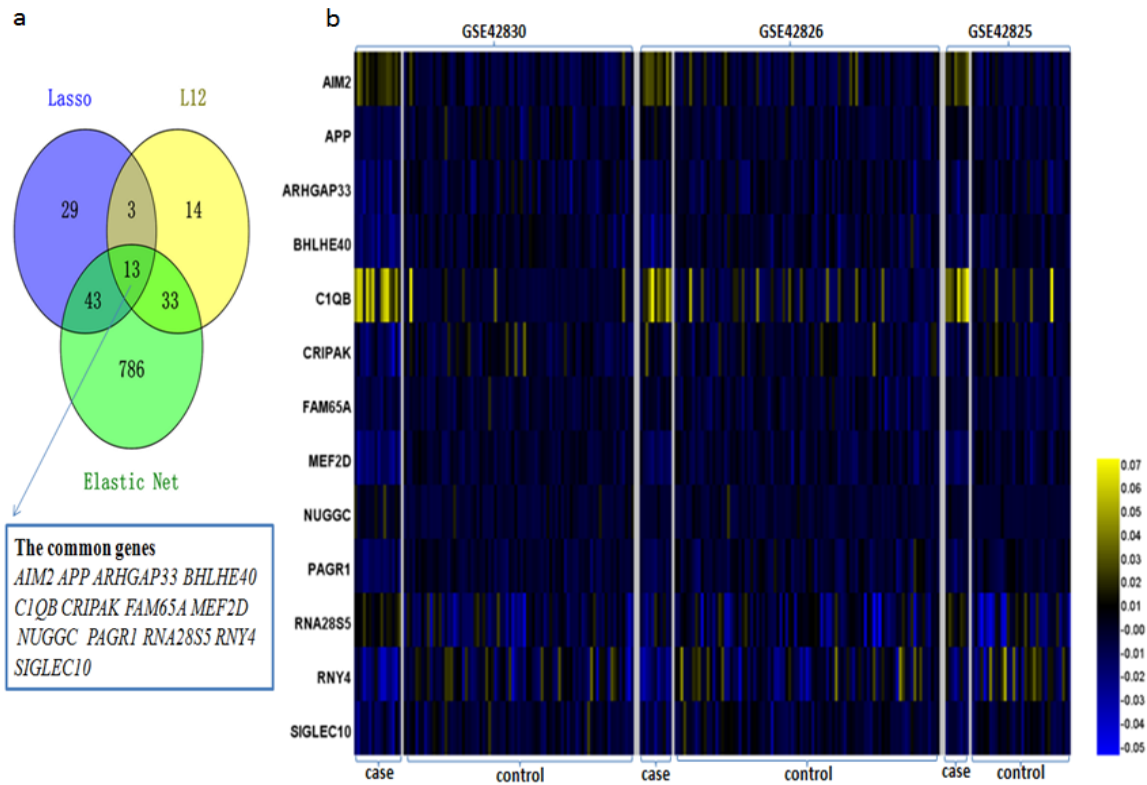 a
Lasso
L12
29
3
14
13
43
33
786
Elastic Net
The common genes
AIM2 APP ARHGAP33 BHLHE40
C1QB CRIPAK FAM65A MEF2D
NUGGC PAGR1 RNA28S5 RNY4
SIGLEC10
b
GSE42830 GSE42826 GSE42825
AIM2
APP
ARHGAP33
BHLHE40
C1QB
CRIPAK
FAM65A
MEF2D
NUGGC
PAGR1
RNA28S5
RNY4
SIGLEC10
case control case control case control
0.07
0.06
0.05
0.04
0.03
0.02
0.01
-0.00
-0.01
-0.02
-0.03
-0.04
-0.05